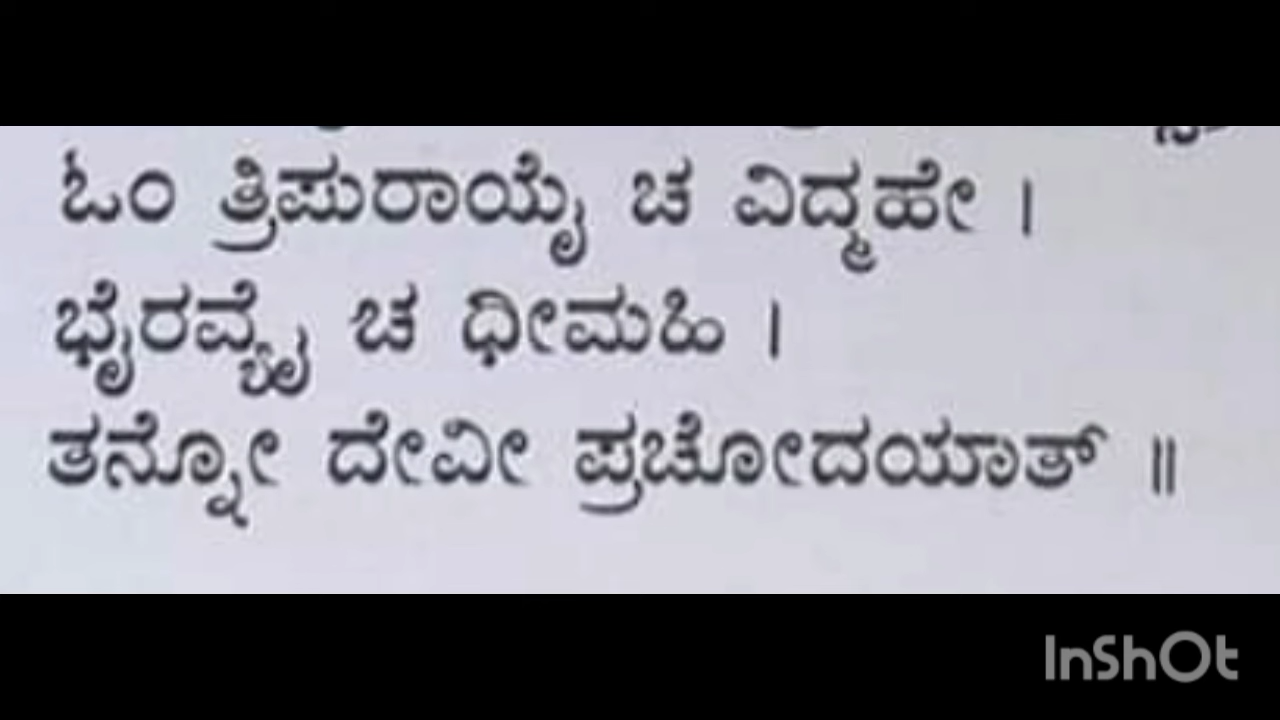 ಓಂ ತ್ರಿಪುರಾಯೈ ಚ ವಿದ್ಮಹೇ ।
ಭೈರವ್ಯೈ ಚ ಧೀಮಹಿ ।
ತನ್ನೋ ದೇವೀ ಪ್ರಚೋದಯಾತ್ ॥
InShOt